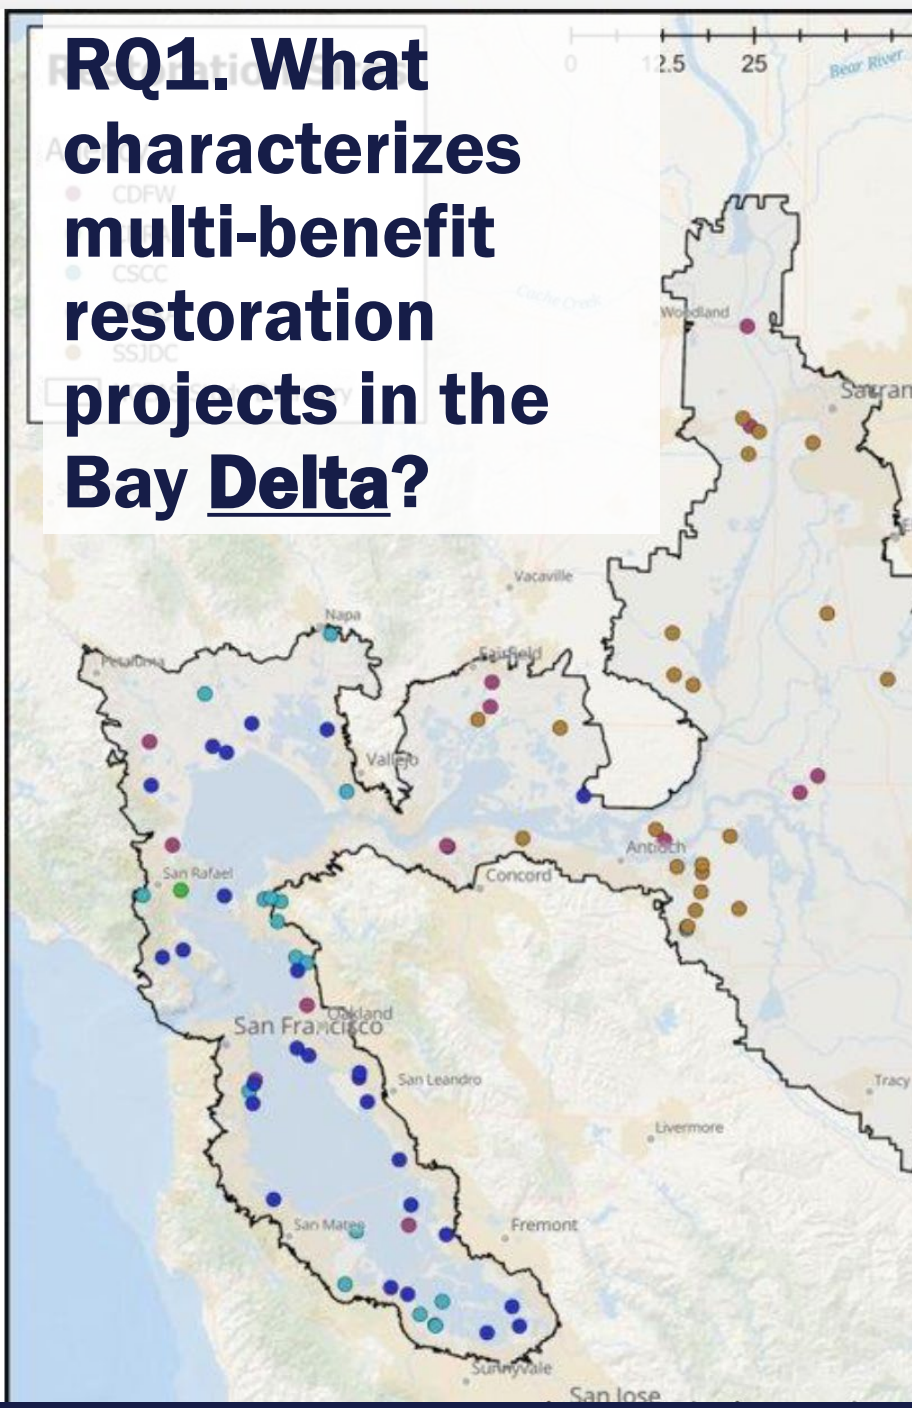 RQ1. What
characterizes
multi-benefit
restoration
projects in the
Bay Delta?
CDFW
CSCC
SSJDC
0 12.5 25
Bear River
Cache Creek
Woodland
Vacaville
Napa
Petaluma
Fairfield
Vallejo
Antioch
San Rafael
Concord
Oakland
San Francisco
San Leandro
Tracy
Livermore
San Mateo
Fremont
Sunnyvale
San Jose